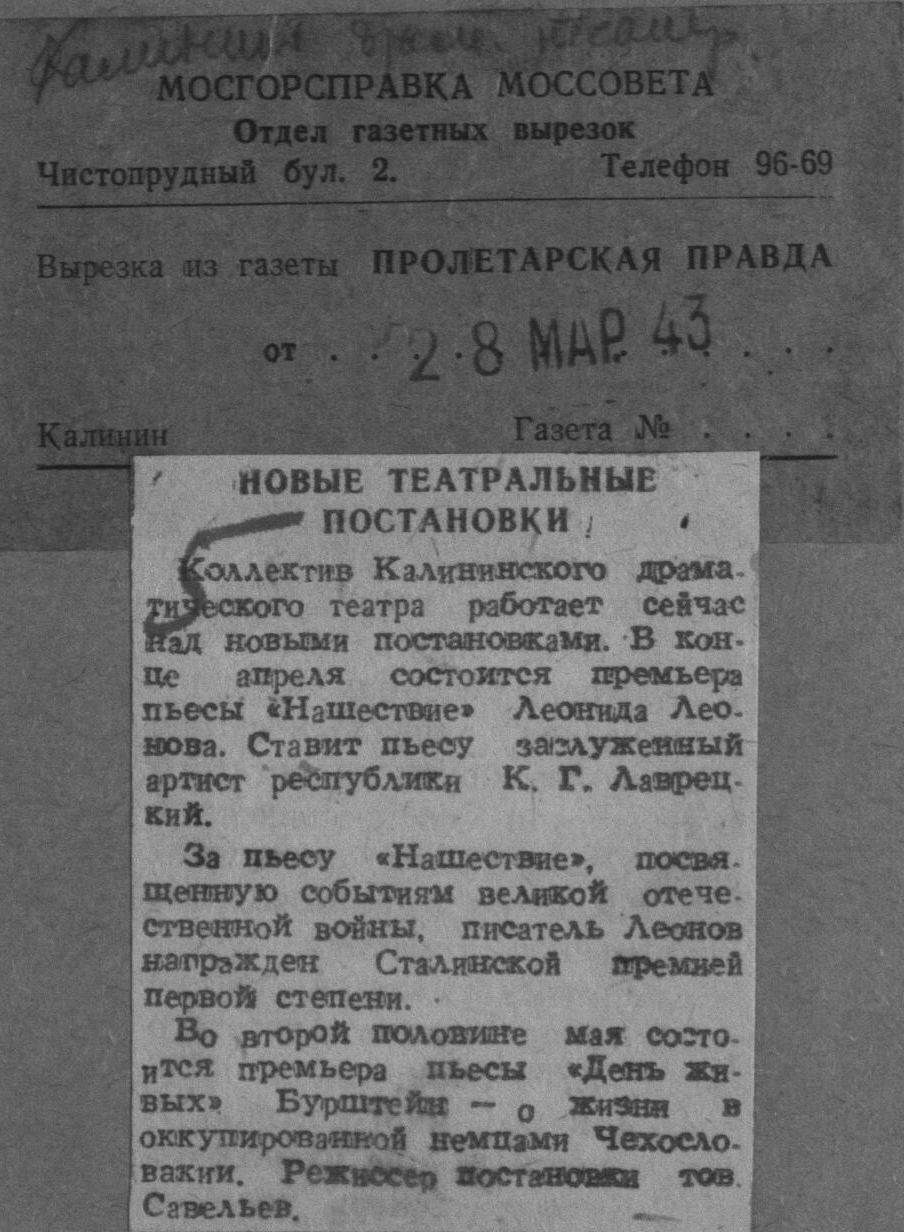 Калинин драм. театр
МОСГОРСПРАВКА МОССОВЕТА
Отдел газетных вырезок
Чистопрудный бул. 2. Телефон 96-69
Вырезка из газеты ПРОЛЕТАРСКАЯ ПРАВДА
от . . . 28 МАР. 43 . . . .
Калинин Газета № . . . .
НОВЫЕ ТЕАТРАЛЬНЫЕ
ПОСТАНОВКИ
Коллектив Калининского драма-
тического театра работает сейчас
над новыми постановками. В кон-
це апреля состоится премьера
пьесы «Нашествие» Леонида Лео-
нова. Ставит пьесу заслуженный
артист республики К. Г. Лаврец-
кий.
За пьесу «Нашествие», посвя-
щенную событиям великой отече-
ственной войны, писатель Леонов
награжден Сталинской премией
первой степени.
Во второй половине мая состо-
ится премьера пьесы «День жи-
вых» Бурштейн — о жизни в
оккупированной немцами Чехосло-
вакии. Режиссер постановки тов.
Савельев.